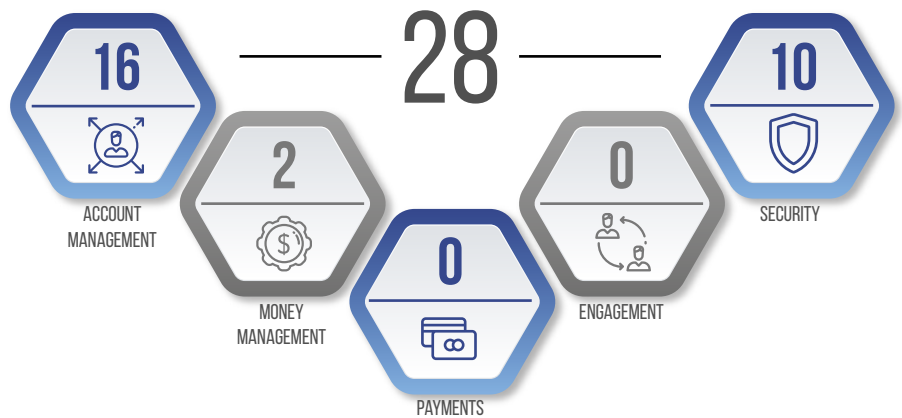 28
16
ACCOUNT
MANAGEMENT
2
$
MONEY
MANAGEMENT
0
PAYMENTS
0
ENGAGEMENT
10
SECURITY